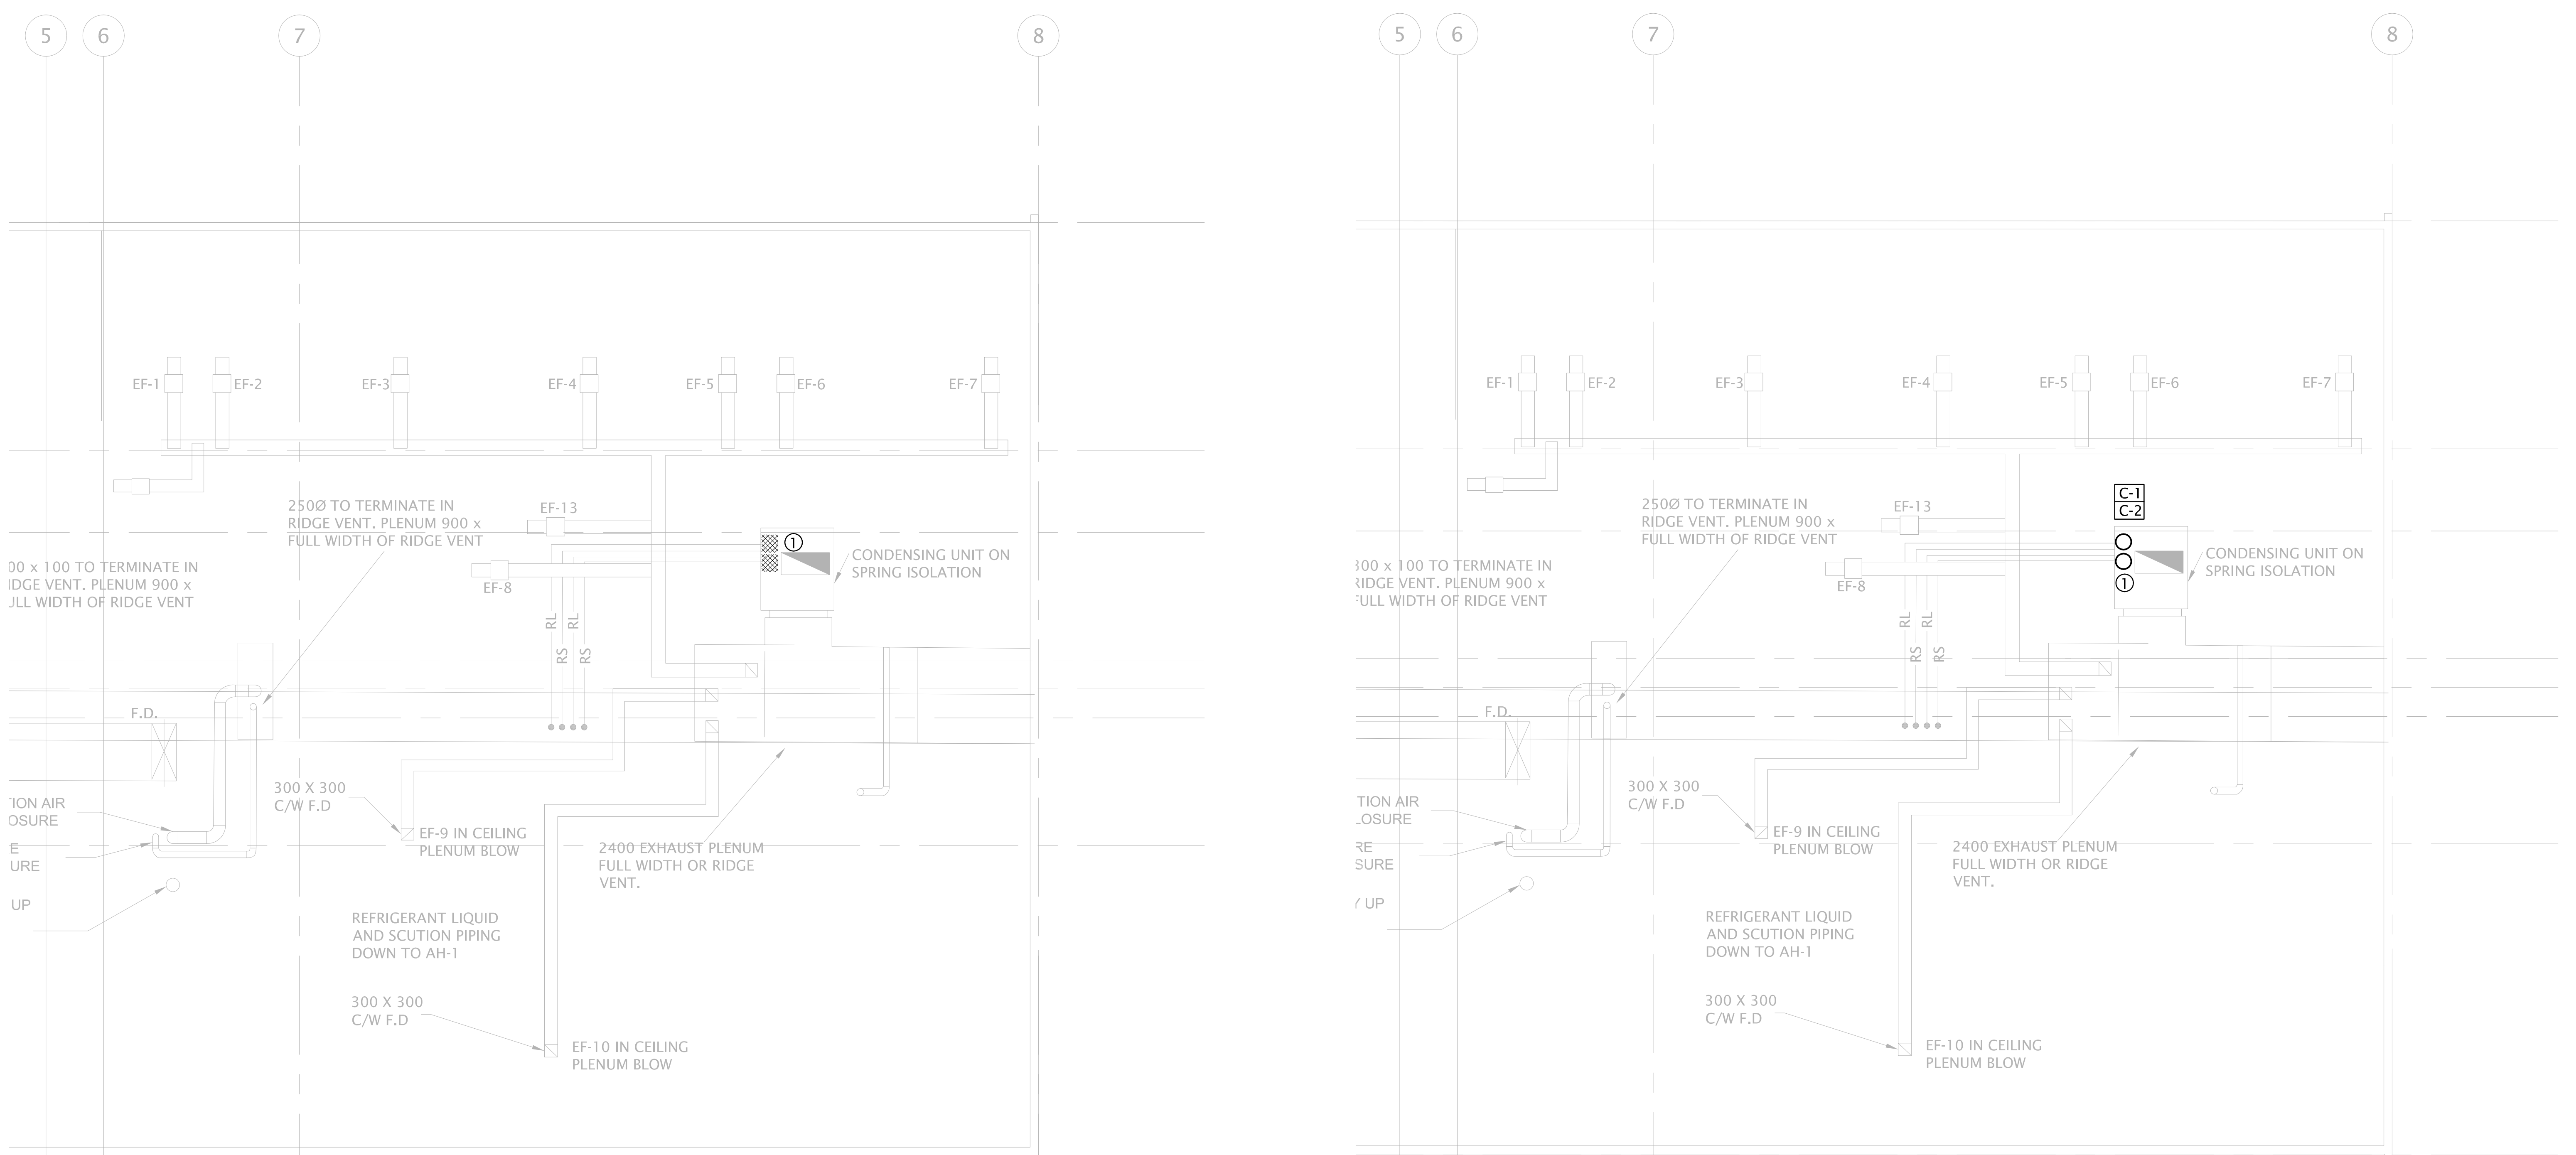 5
6
7
8
EF-1
EF-2
EF-3
EF-4
EF-5
EF-6
EF-7
250Ø TO TERMINATE IN
RIDGE VENT. PLENUM 900 x
FULL WIDTH OF RIDGE VENT
EF-13
EF-8
1
CONDENSING UNIT ON
SPRING ISOLATION
00 x 100 TO TERMINATE IN
IDGE VENT. PLENUM 900 x
ULL WIDTH OF RIDGE VENT
RL
RL
RS
RS
F.D.
300 X 300
C/W F.D
TION AIR
OSURE
E
URE
UP
EF-9 IN CEILING
PLENUM BLOW
2400 EXHAUST PLENUM
FULL WIDTH OR RIDGE
VENT.
REFRIGERANT LIQUID
AND SCUTION PIPING
DOWN TO AH-1
300 X 300
C/W F.D
EF-10 IN CEILING
PLENUM BLOW
5
6
7
8
EF-1
EF-2
EF-3
EF-4
EF-5
EF-6
EF-7
250Ø TO TERMINATE IN
RIDGE VENT. PLENUM 900 x
FULL WIDTH OF RIDGE VENT
EF-13
EF-8
C-1
C-2
1
CONDENSING UNIT ON
SPRING ISOLATION
300 x 100 TO TERMINATE IN
RIDGE VENT. PLENUM 900 x
FULL WIDTH OF RIDGE VENT
RL
RL
RS
RS
F.D.
300 X 300
C/W F.D
TION AIR
LOSURE
RE
SURE
Y UP
EF-9 IN CEILING
PLENUM BLOW
2400 EXHAUST PLENUM
FULL WIDTH OR RIDGE
VENT.
REFRIGERANT LIQUID
AND SCUTION PIPING
DOWN TO AH-1
300 X 300
C/W F.D
EF-10 IN CEILING
PLENUM BLOW